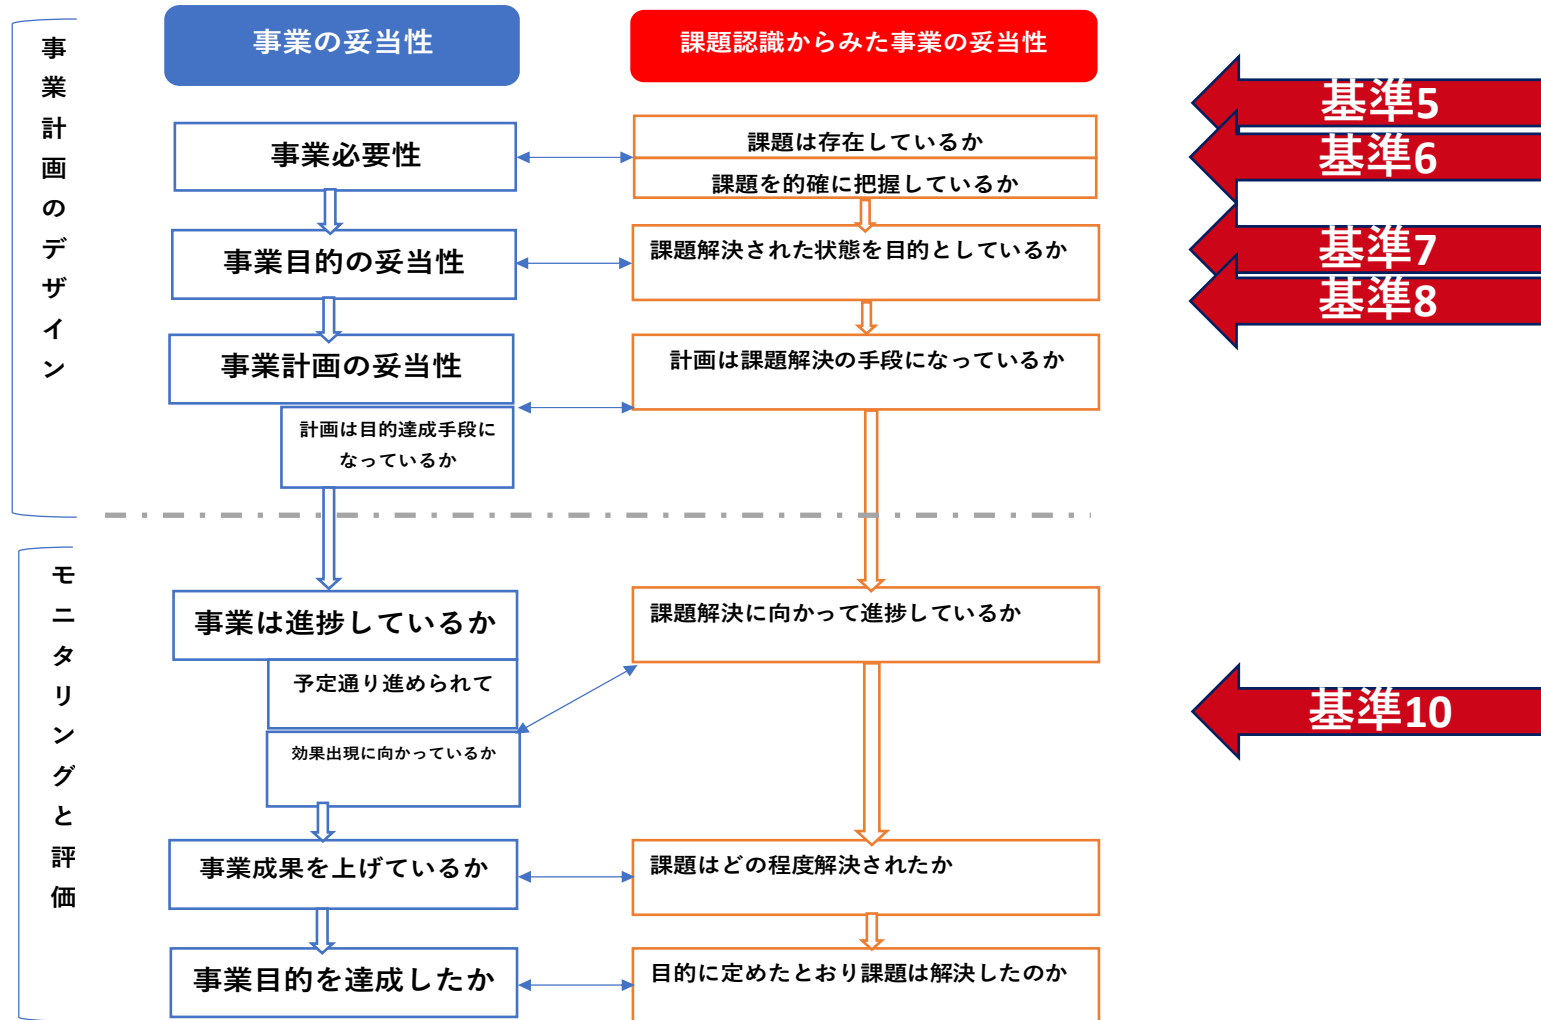 事業計画のデザイン
事業の妥当性
課題認識からみた事業の妥当性
基準5
事業必要性
課題は存在しているか
基準6
課題を的確に把握しているか
事業目的の妥当性
課題解決された状態を目的としているか
基準7
基準8
事業計画の妥当性
計画は課題解決の手段になっているか
計画は目的達成手段に
なっているか
モニタリングと評価
事業は進捗しているか
課題解決に向かって進捗しているか
予定通り進められて
基準10
効果出現に向かっているか
事業成果を上げているか
課題はどの程度解決されたか
事業目的を達成したか
目的に定めたとおり課題は解決したのか